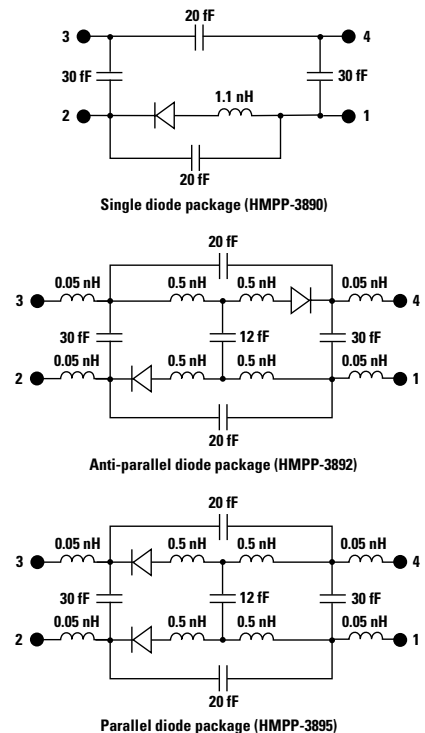 20 fF
3 4
30 fF 30 fF
1.1 nH
2 1
20 fF
Single diode package (HMPP-3890)
20 fF
0.05 nH 0.5 nH 0.5 nH 0.05 nH
3 4
30 fF 12 fF 30 fF
0.05 nH 0.5 nH 0.5 nH 0.05 nH
2 1
20 fF
Anti-parallel diode package (HMPP-3892)
20 fF
0.05 nH 0.5 nH 0.5 nH 0.05 nH
3 4
30 fF 12 fF 30 fF
0.05 nH 0.5 nH 0.5 nH 0.05 nH
2 1
20 fF
Parallel diode package (HMPP-3895)